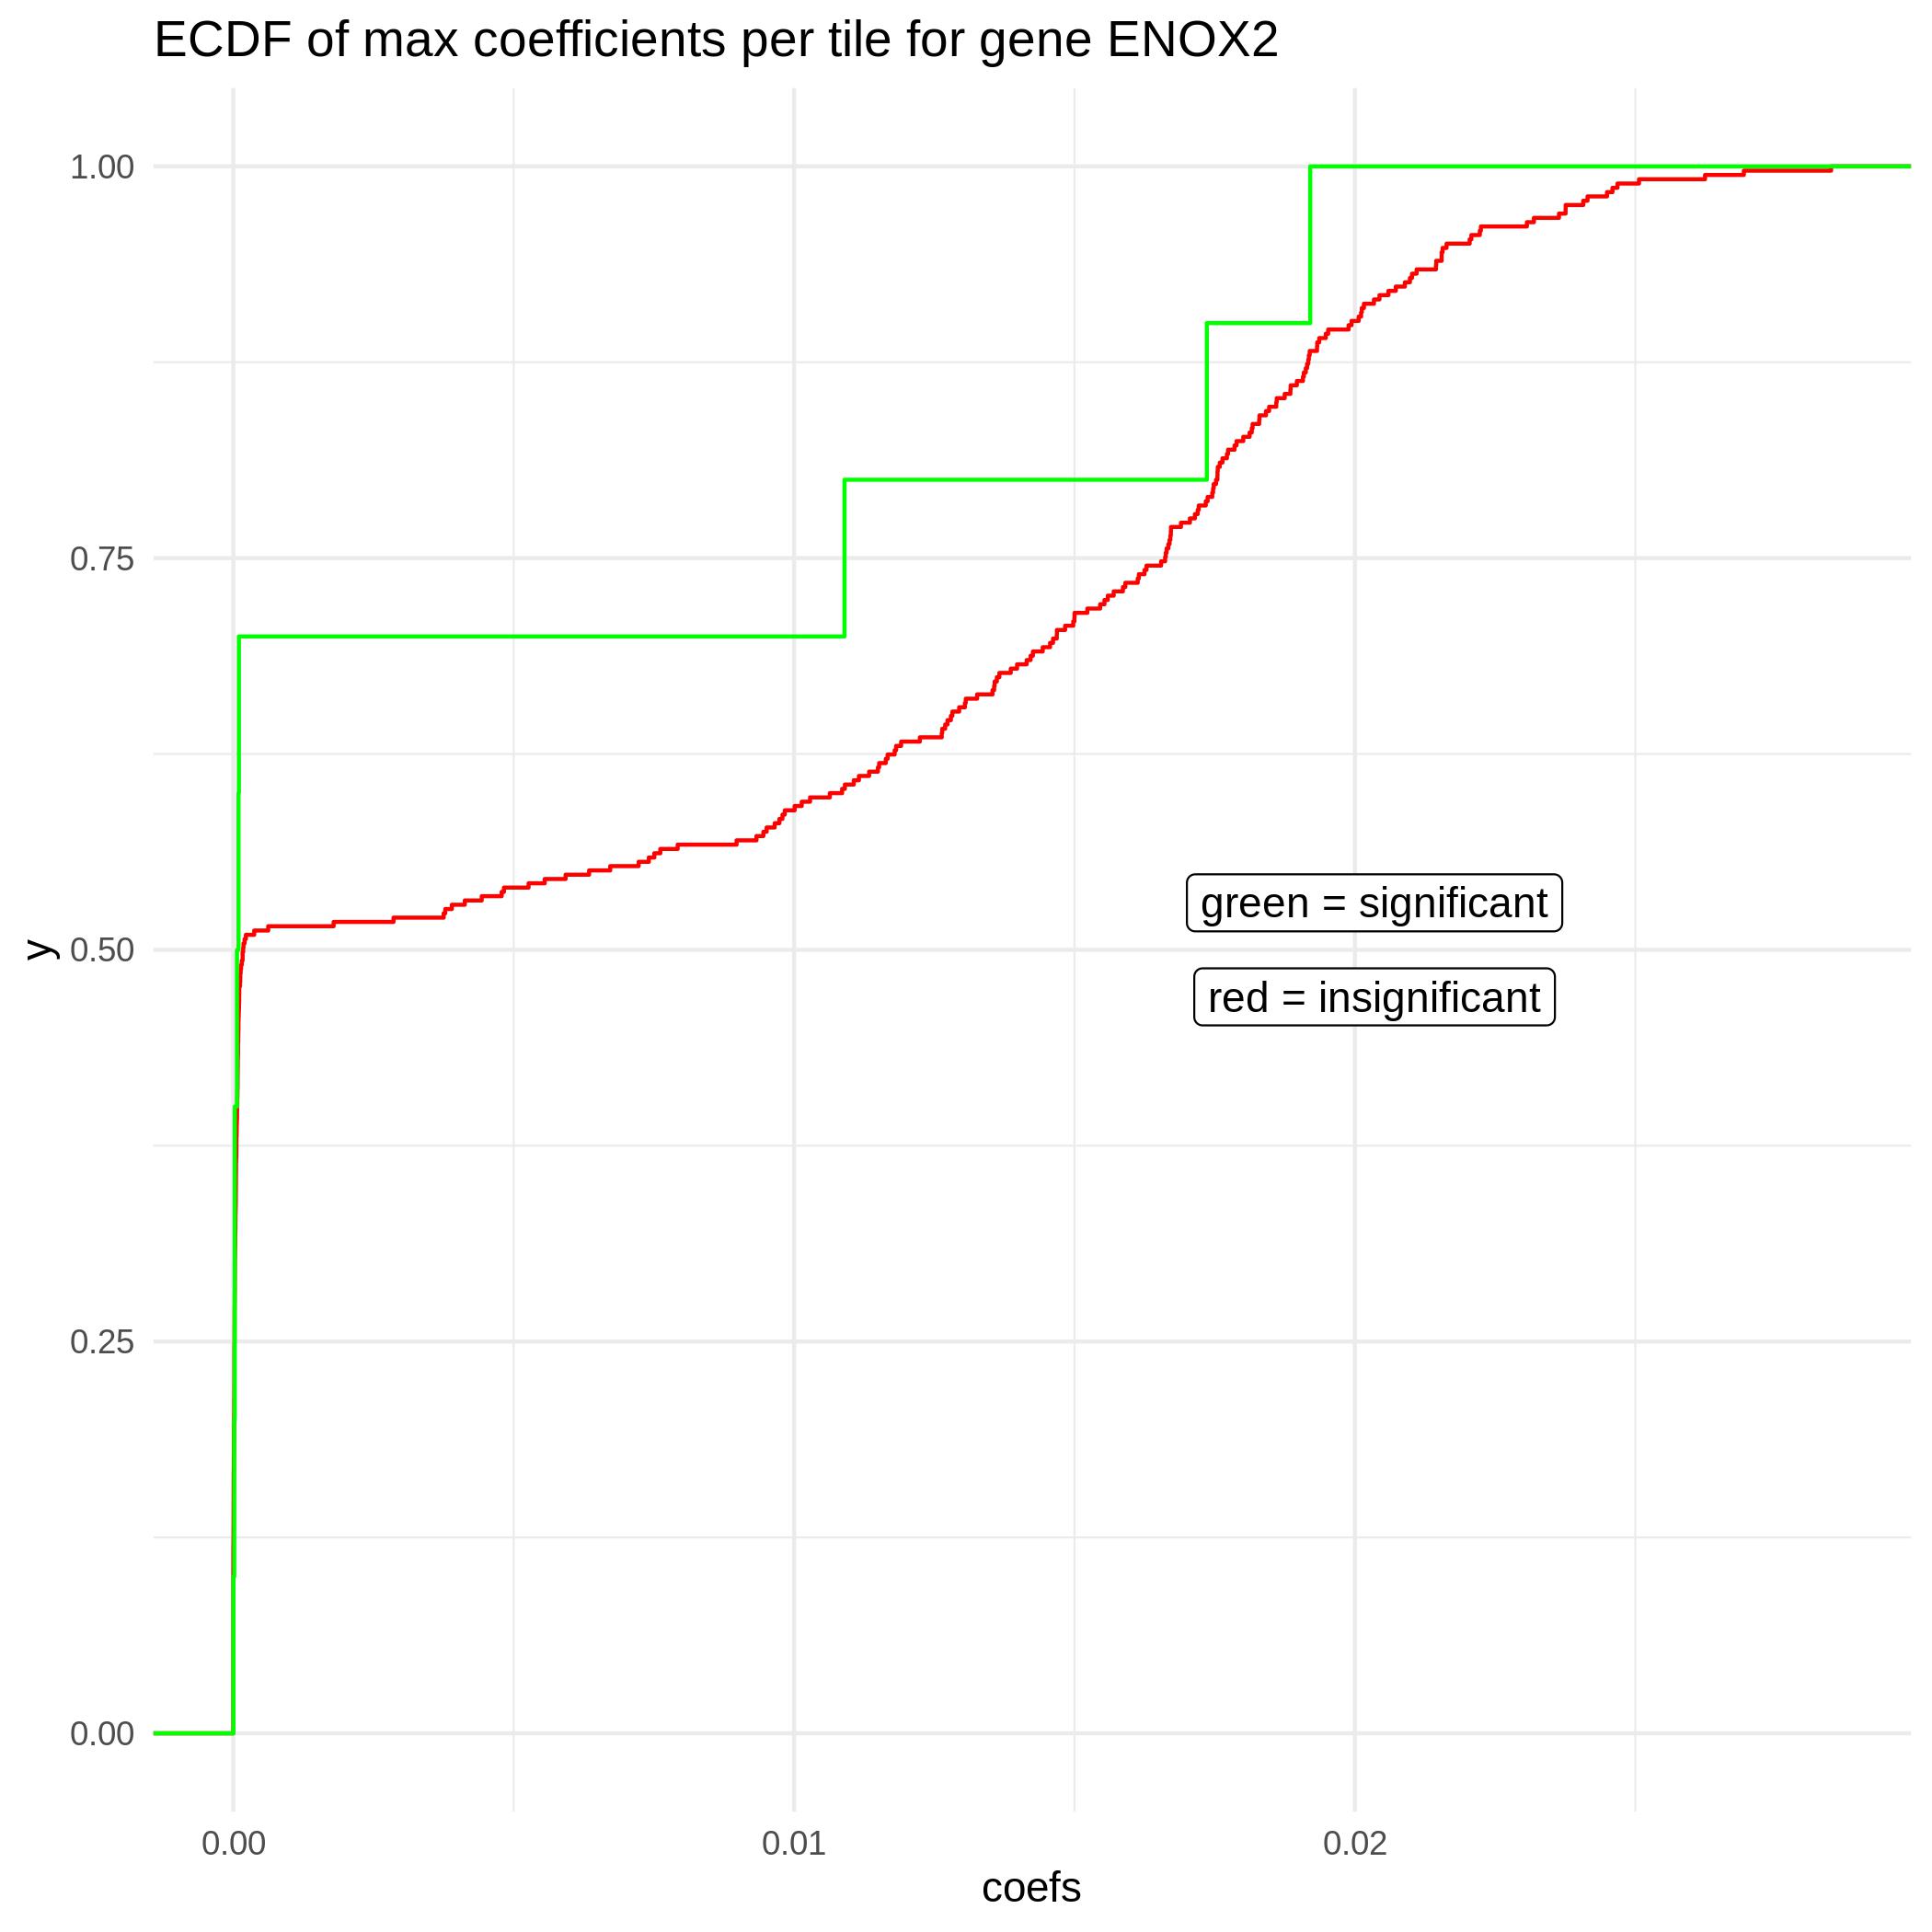 ECDF of max coefficients per tile for gene ENOX2
1.00
0.75
0.50
0.25
0.00
y
green = significant
red = insignificant
0.00
0.01
0.02
coefs